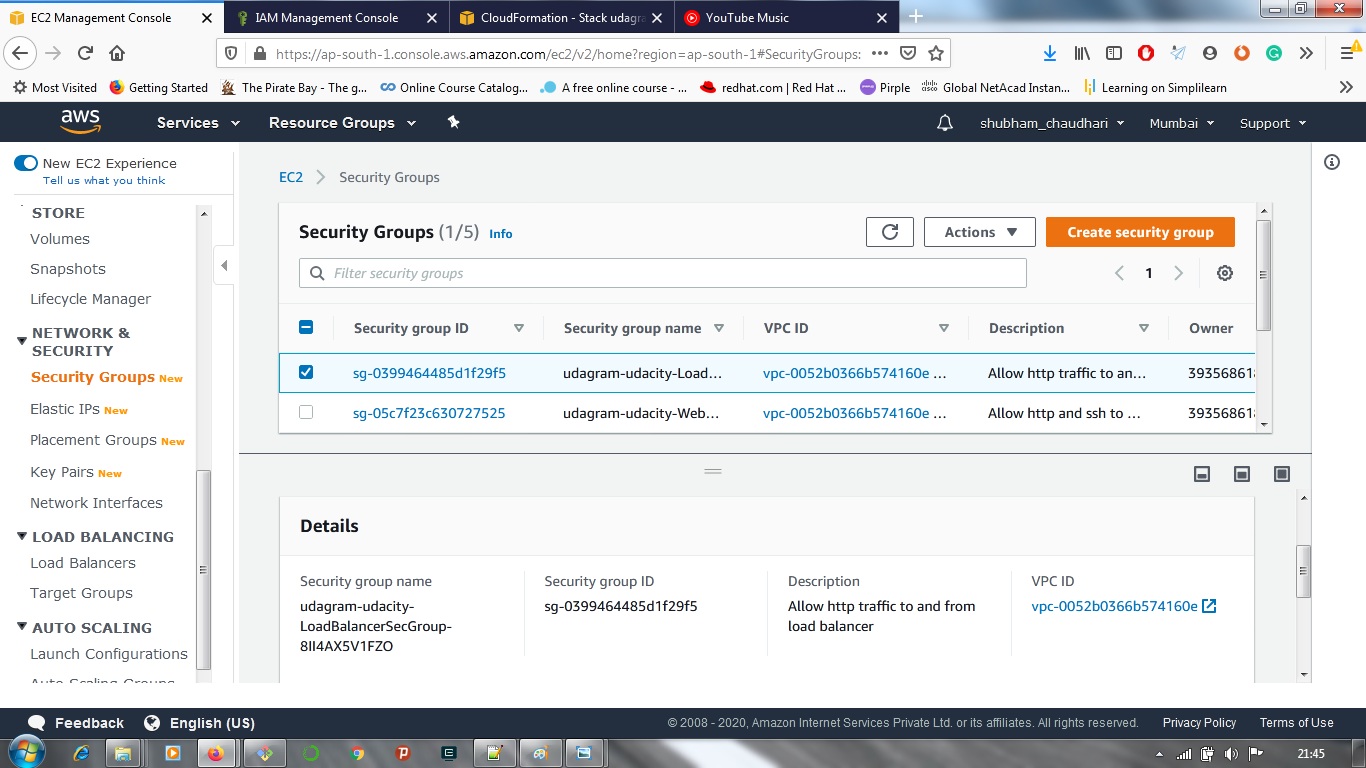 EC2 Management Console
IAM Management Console
CloudFormation - Stack udagra
YouTube Music
https://ap-south-1.console.aws.amazon.com/ec2/v2/home?region=ap-south-1#SecurityGroups:
Most Visited
Getting Started
The Pirate Bay - The g...
Online Course Catalog...
A free online course - ...
redhat.com | Red Hat ...
Pirple
Global NetAcad Instan...
Learning on Simplilearn
aws
Services
Resource Groups
shubham_chaudhari
Mumbai
Support
New EC2 Experience
Tell us what you think
STORE
Volumes
Snapshots
Lifecycle Manager
NETWORK &
SECURITY
Security Groups New
Elastic IPs New
Placement Groups New
Key Pairs New
Network Interfaces
LOAD BALANCING
Load Balancers
Target Groups
AUTO SCALING
Launch Configurations
Auto Scaling Groups
EC2 > Security Groups
Security Groups (1/5) Info
Actions
Create security group
Filter security groups
1
Security group ID Security group name VPC ID Description Owner
sg-0399464485d1f29f5 udagram-udacity-Load... vpc-0052b0366b574160e ... Allow http traffic to an...39356861
sg-05c7f23c630727525 udagram-udacity-Web... vpc-0052b0366b574160e ... Allow http and ssh to ... 39356861
Details
Security group name
udagram-udacity-
LoadBalancerSecGroup-
8II4AX5V1FZO
Security group ID
sg-0399464485d1f29f5
Description
Allow http traffic to and from
load balancer
VPC ID
vpc-0052b0366b574160e
Feedback
English (US)
© 2008 - 2020, Amazon Internet Services Private Ltd. or its affiliates. All rights reserved.
Privacy Policy
Terms of Use
21:45